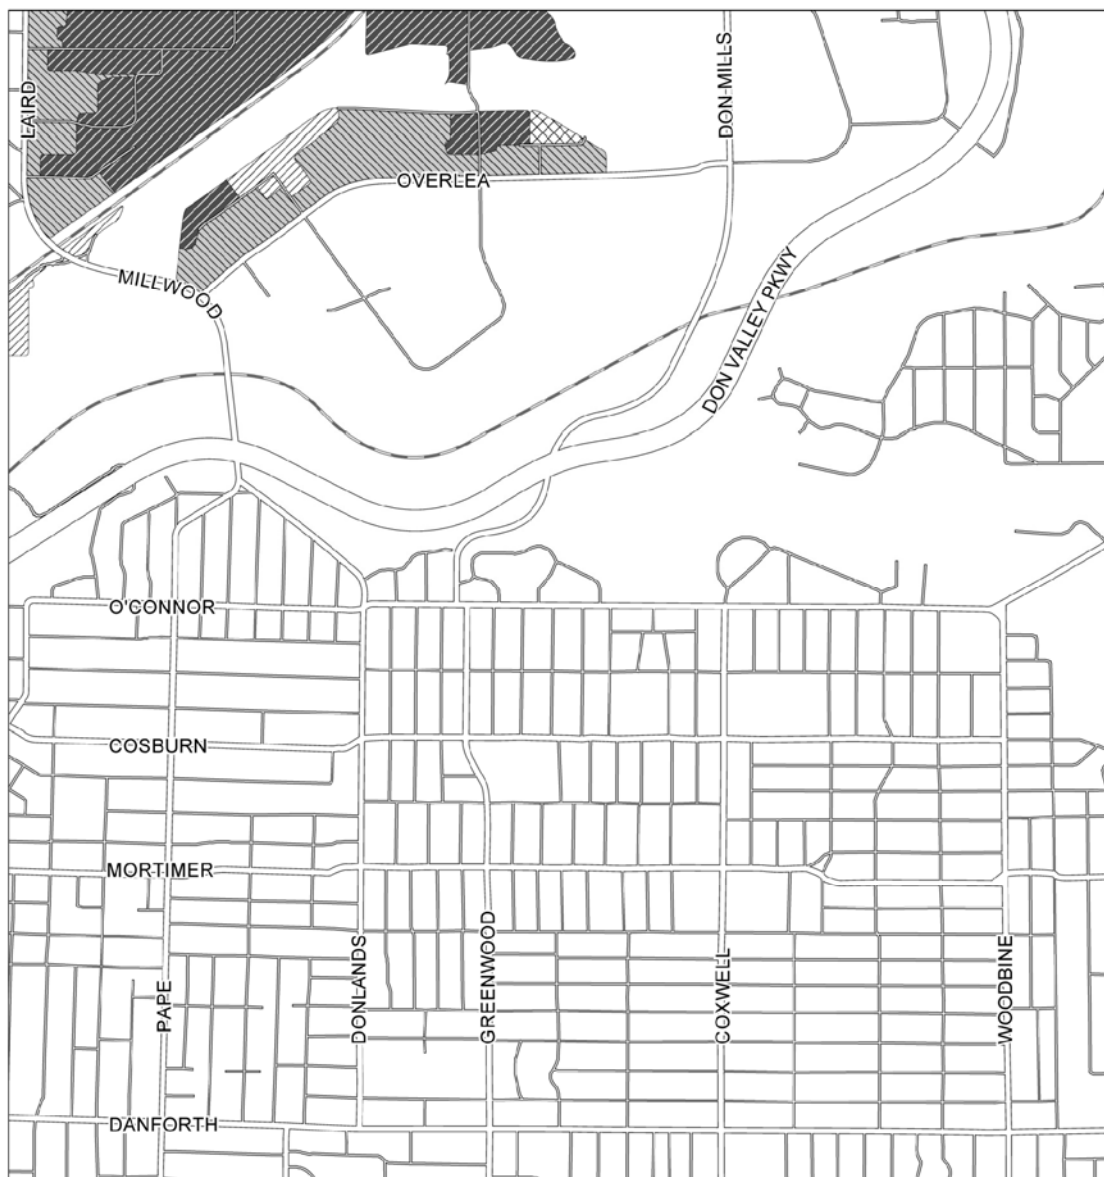 LAIRD
DON-MILLS
OVERLEA
MILLWOOD
DON VALLEY PKWY
O'CONNOR
COSBURN
MORTIMER
PAPE
DONLANDS
GREENWOOD
COXWELL
WOODBINE
DANFORTH